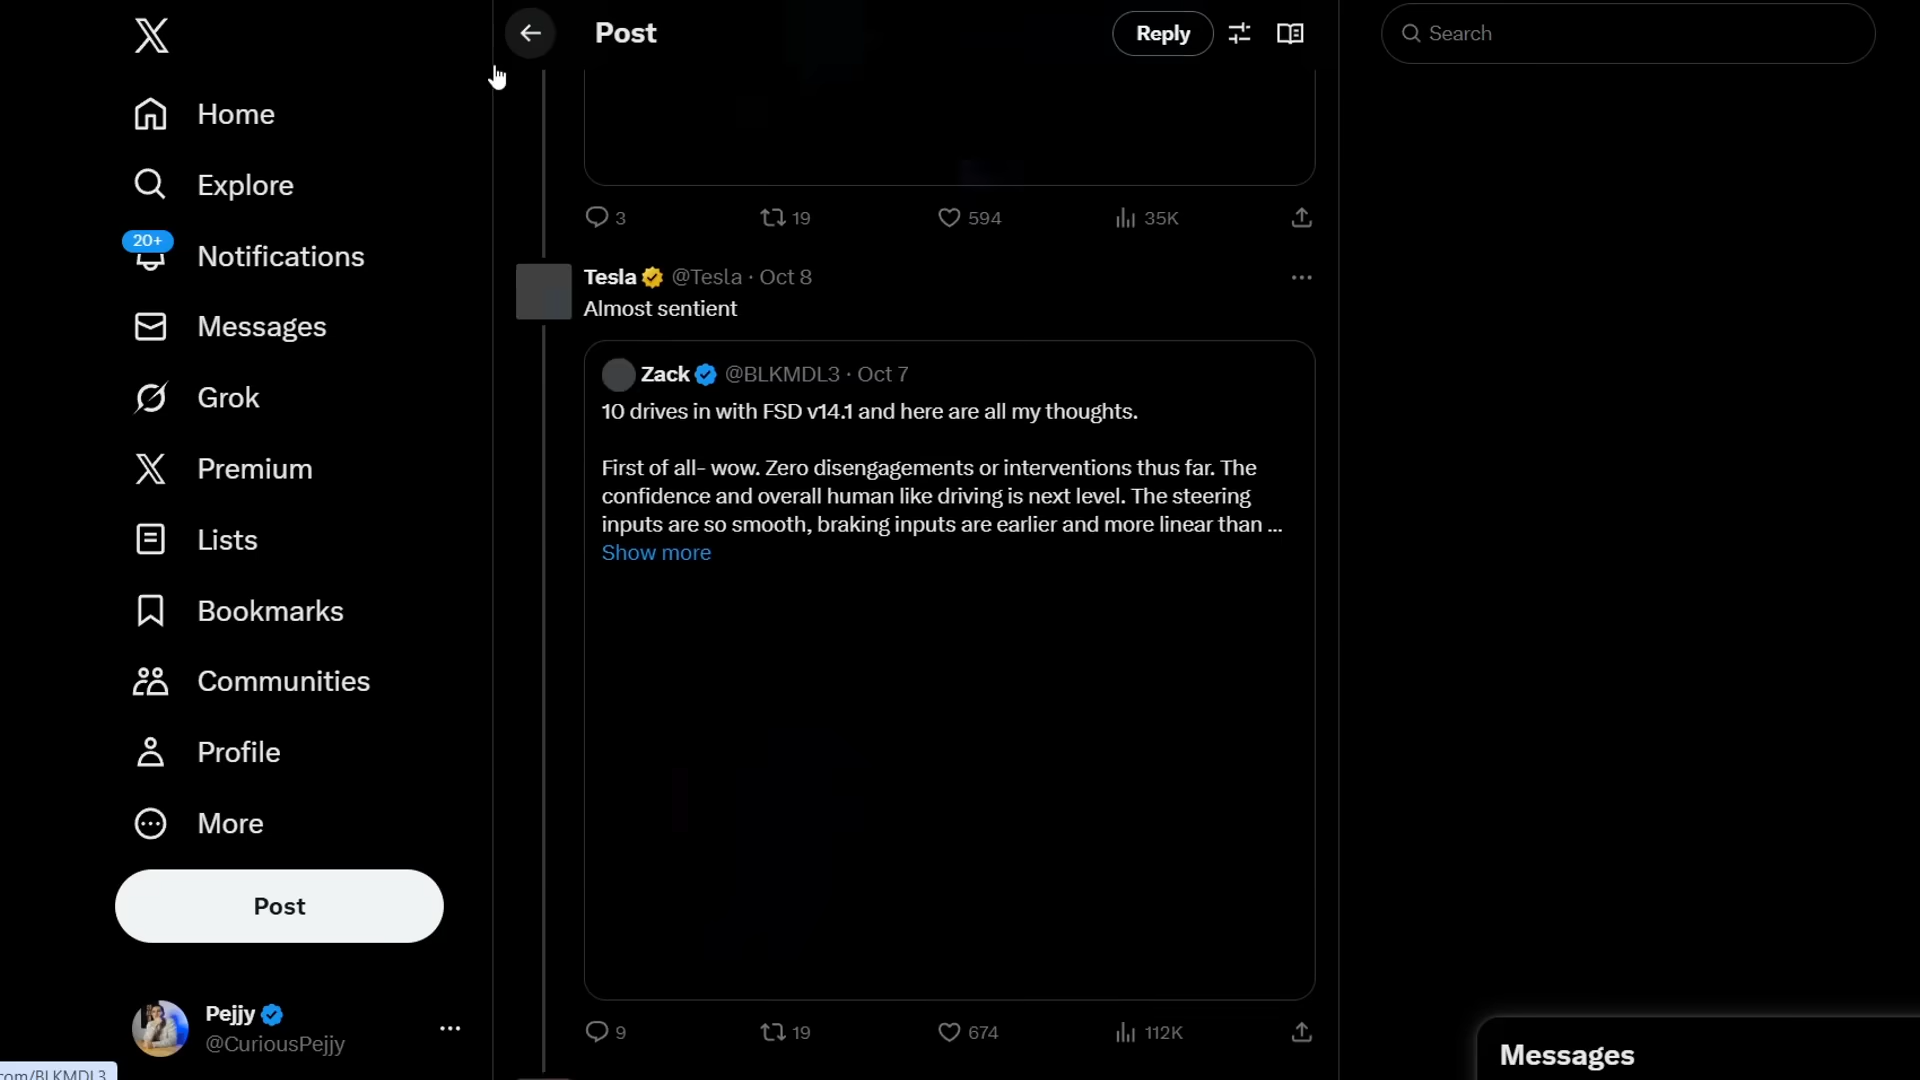 Post
Reply
Search
Home
Explore
20+
Notifications
Messages
Grok
Premium
Lists
Bookmarks
Communities
Profile
More
Post
Pejjy
@CuriousPejjy
3
19
594
35K
Tesla @Tesla · Oct 8
Almost sentient
Zack @BLKMDL3 · Oct 7
10 drives in with FSD v14.1 and here are all my thoughts.
First of all- wow. Zero disengagements or interventions thus far. The
confidence and overall human like driving is next level. The steering
inputs are so smooth, braking inputs are earlier and more linear than ...
Show more
9
19
674
112K
Messages
com/BLKMDL3